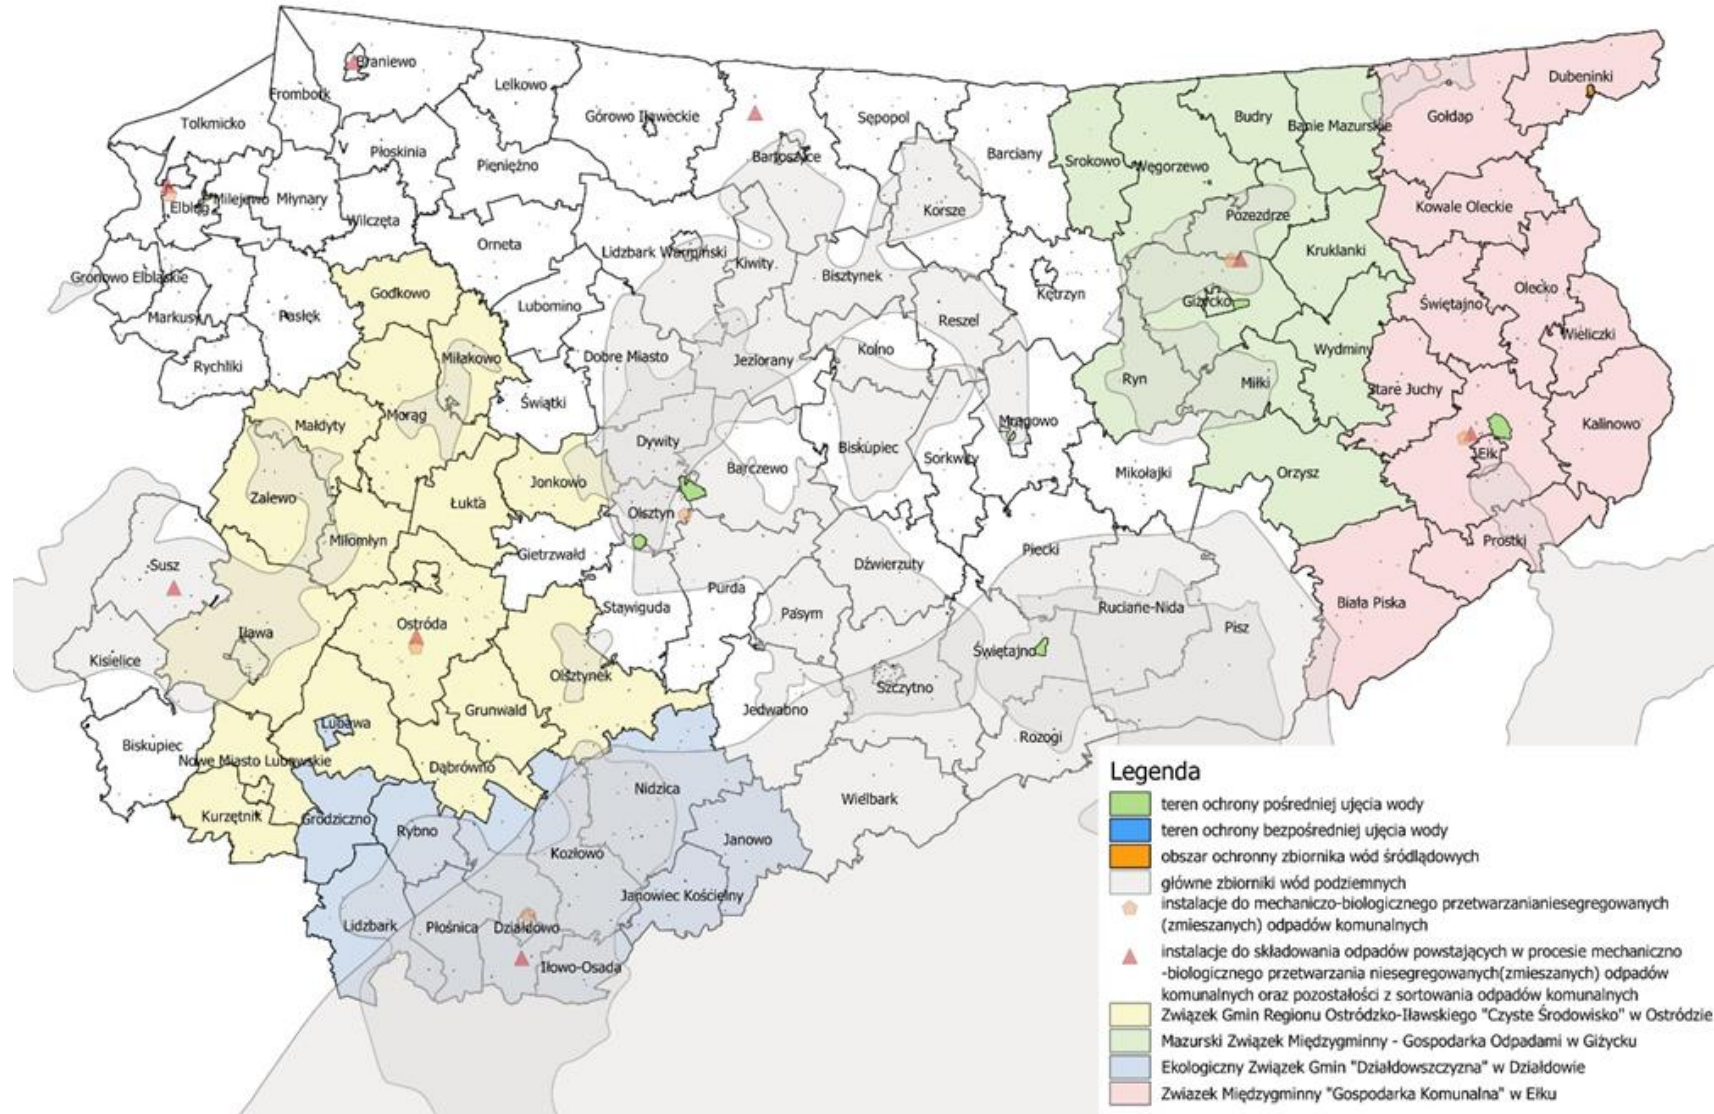 Dubeninki
Braniewo
Lelkowo
Frombork
Górowo Iławeckie
Sępopol
Budry
Banie Mazurskie
Gołdap
Tolkmicko
Płoskinia
Pieniężno
Bartoszyce
Barciany
Srokowo
Węgorzewo
Elbląg
Milejewo
Młynary
Wilczęta
Korsze
Pozezdrze
Kowale Oleckie
Orneta
Lidzbark Warmiński
Kiwity
Bisztynek
Kruklanki
Gronowo Elbląskie
Godkowo
Lubomino
Kętrzyn
Giżycko
Świętajno
Olecko
Markusy
Pasłęk
Reszel
Wieliczki
Rychliki
Miłakowo
Dobre Miasto
Jeziorany
Kolno
Wydminy
Ryn
Miłki
Stare Juchy
Świątki
Małdyty
Morąg
Mrągowo
Kalinowo
Dywity
Biskupiec
Sorkwity
Ełk
Barczewo
Mikołajki
Orzysz
Zalewo
Łukta
Jonkowo
Olsztyn
Miłomłyn
Gietrzwałd
Piecki
Prostki
Susz
Dźwierzuty
Purda
Stawiguda
Pasym
Ruciane-Nida
Biała Piska
Ostróda
Iława
Pisz
Kisielice
Świętajno
Olsztynek
Szczytno
Grunwald
Jedwabno
Lubawa
Biskupiec
Rozogi
Nowe Miasto Lubawskie
Dąbrówno
Nidzica
Wielbark
Kurzętnik
Grodziczno
Rybno
Janowo
Kozłowo
Janowiec Kościelny
Lidzbark
Płośnica
Działdowo
Iłowo-Osada
Legenda
teren ochrony pośredniej ujęcia wody
teren ochrony bezpośredniej ujęcia wody
obszar ochronny zbiornika wód śródlądowych
główne zbiorniki wód podziemnych
instalacje do mechaniczo-biologicznego przetwarzanianiesegregowanych
(zmieszanych) odpadów komunalnych
instalacje do składowania odpadów powstających w procesie mechaniczno
-biologicznego przetwarzania niesegregowanych(zmieszanych) odpadów
komunalnych oraz pozostałości z sortowania odpadów komunalnych
Związek Gmin Regionu Ostródzko-Iławskiego "Czyste Środowisko" w Ostródzie
Mazurski Związek Międzygminny - Gospodarka Odpadami w Giżycku
Ekologiczny Związek Gmin "Działdowszczyzna" w Działdowie
Zwiazek Międzygminny "Gospodarka Komunalna" w Ełku